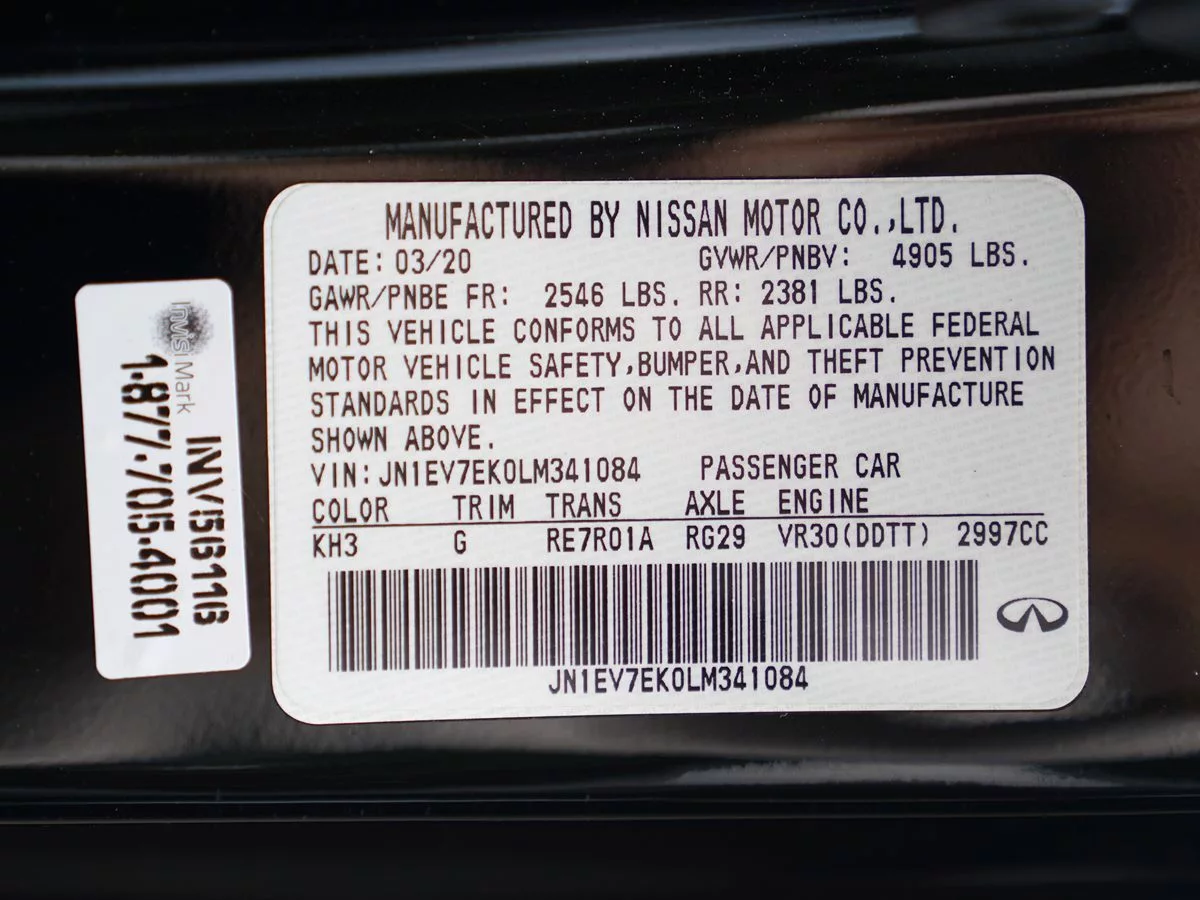 MANUFACTURED BY NISSAN MOTOR CO.,LTD.
DATE: 03/20 GVWR/PNBV: 4905 LBS.
GAWR/PNBE FR: 2546 LBS. RR: 2381 LBS.
THIS VEHICLE CONFORMS TO ALL APPLICABLE FEDERAL
MOTOR VEHICLE SAFETY,BUMPER,AND THEFT PREVENTION
STANDARDS IN EFFECT ON THE DATE OF MANUFACTURE
SHOWN ABOVE.
VIN:JN1EV7EK0LM341084 PASSENGER CAR
COLOR TRIM TRANS AXLE ENGINE
KH3 G RE7R01A RG29 VR30(DDTT) 2997CC
JN1EV7EK0LM341084
InvisiMark
INV56116
1·877·705·4001